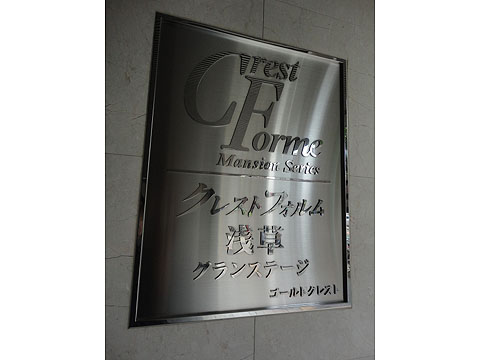 Crest
Forme
Mansion Series
クレストフォルム
浅草
グランステージ
ゴールドクレスト